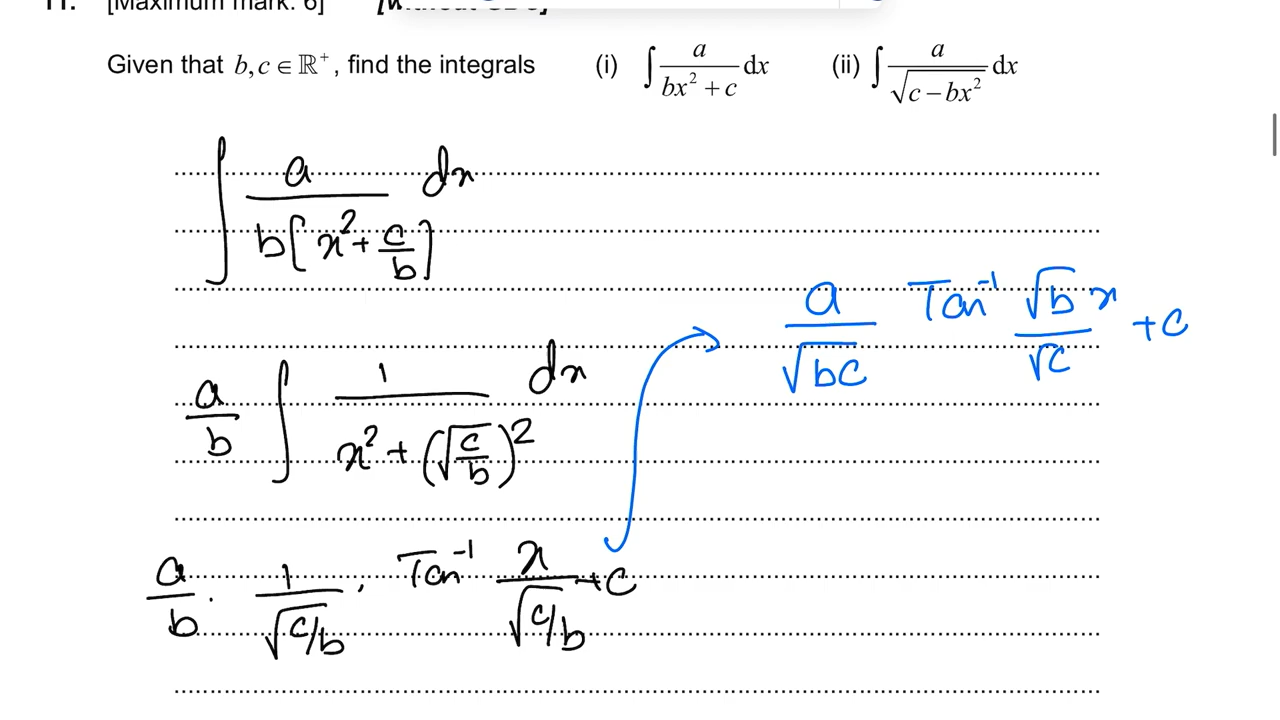 11. [Maximum mark: 6]
Given that b, c ∈ ℝ⁺, find the integrals (i) ∫ a/(bx² + c) dx (ii) ∫ a/√(c − bx²) dx
∫ a/(b[x² + c/b]) dx
a/b ∫ 1/(x² + (√(c/b))²) dx
a/b · 1/√(c/b) · Tan⁻¹ x/√(c/b) + c
a/√(bc) Tan⁻¹ √b x/√c + c